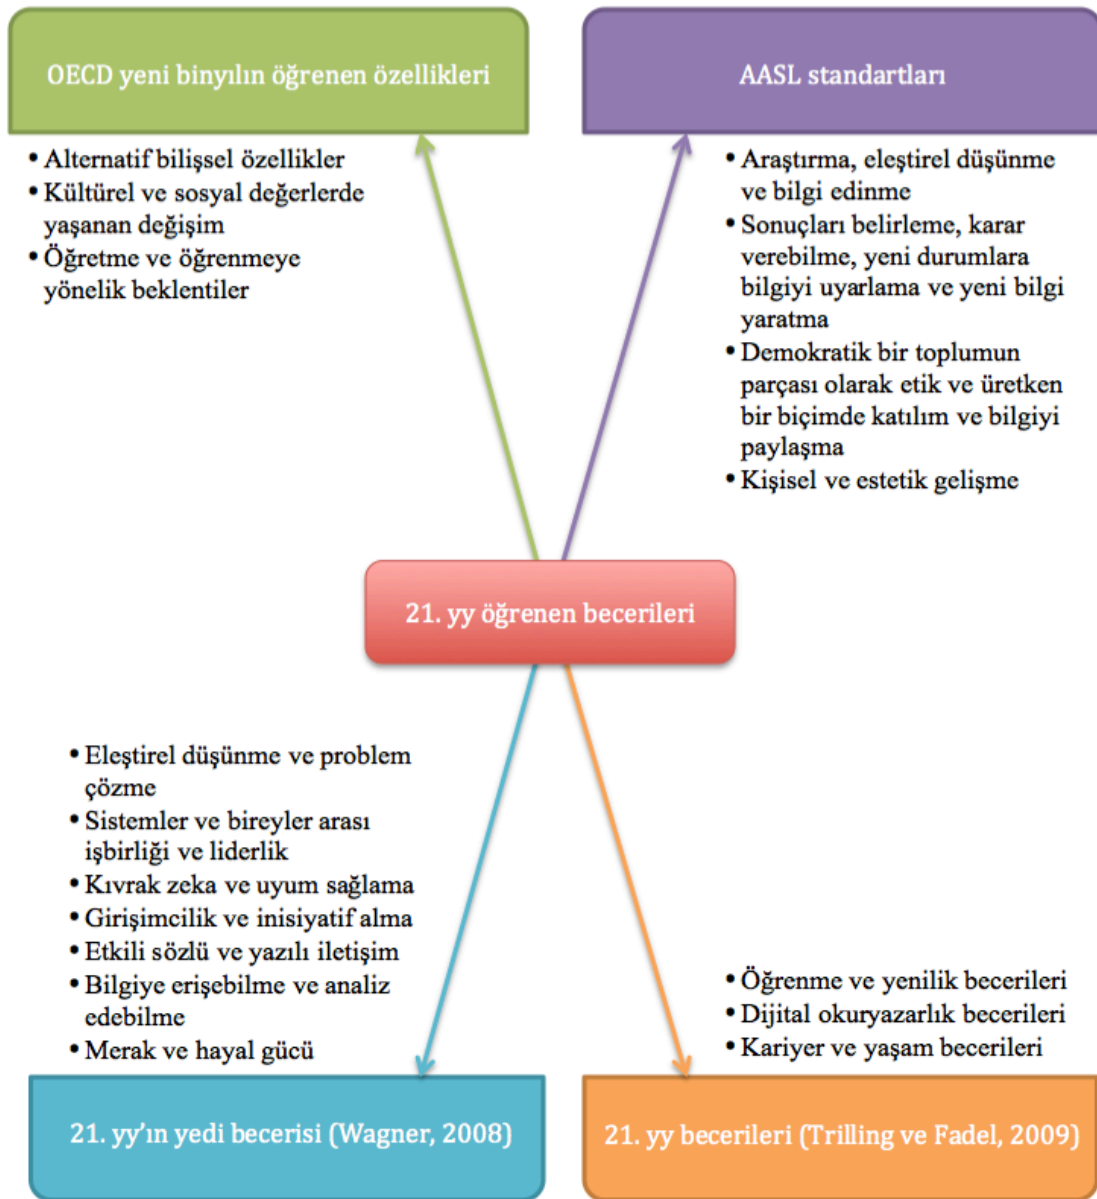 OECD yeni binyılın öğrenen özellikleri
• Alternatif bilişsel özellikler
• Kültürel ve sosyal değerlerde
yaşanan değişim
• Öğretme ve öğrenmeye
yönelik beklentiler
AASL standartları
• Araştırma, eleştirel düşünme
ve bilgi edinme
• Sonuçları belirleme, karar
verebilme, yeni durumlara
bilgiyi uyarlama ve yeni bilgi
yaratma
• Demokratik bir toplumun
parçası olarak etik ve üretken
bir biçimde katılım ve bilgiyi
paylaşma
• Kişisel ve estetik gelişme
21. yy öğrenen becerileri
• Eleştirel düşünme ve problem
çözme
• Sistemler ve bireyler arası
işbirliği ve liderlik
• Kıvrak zeka ve uyum sağlama
• Girişimcilik ve inisiyatif alma
• Etkili sözlü ve yazılı iletişim
• Bilgiye erişebilme ve analiz
edebilme
• Merak ve hayal gücü
21. yy’ın yedi becerisi (Wagner, 2008)
• Öğrenme ve yenilik becerileri
• Dijital okuryazarlık becerileri
• Kariyer ve yaşam becerileri
21. yy becerileri (Trilling ve Fadel, 2009)